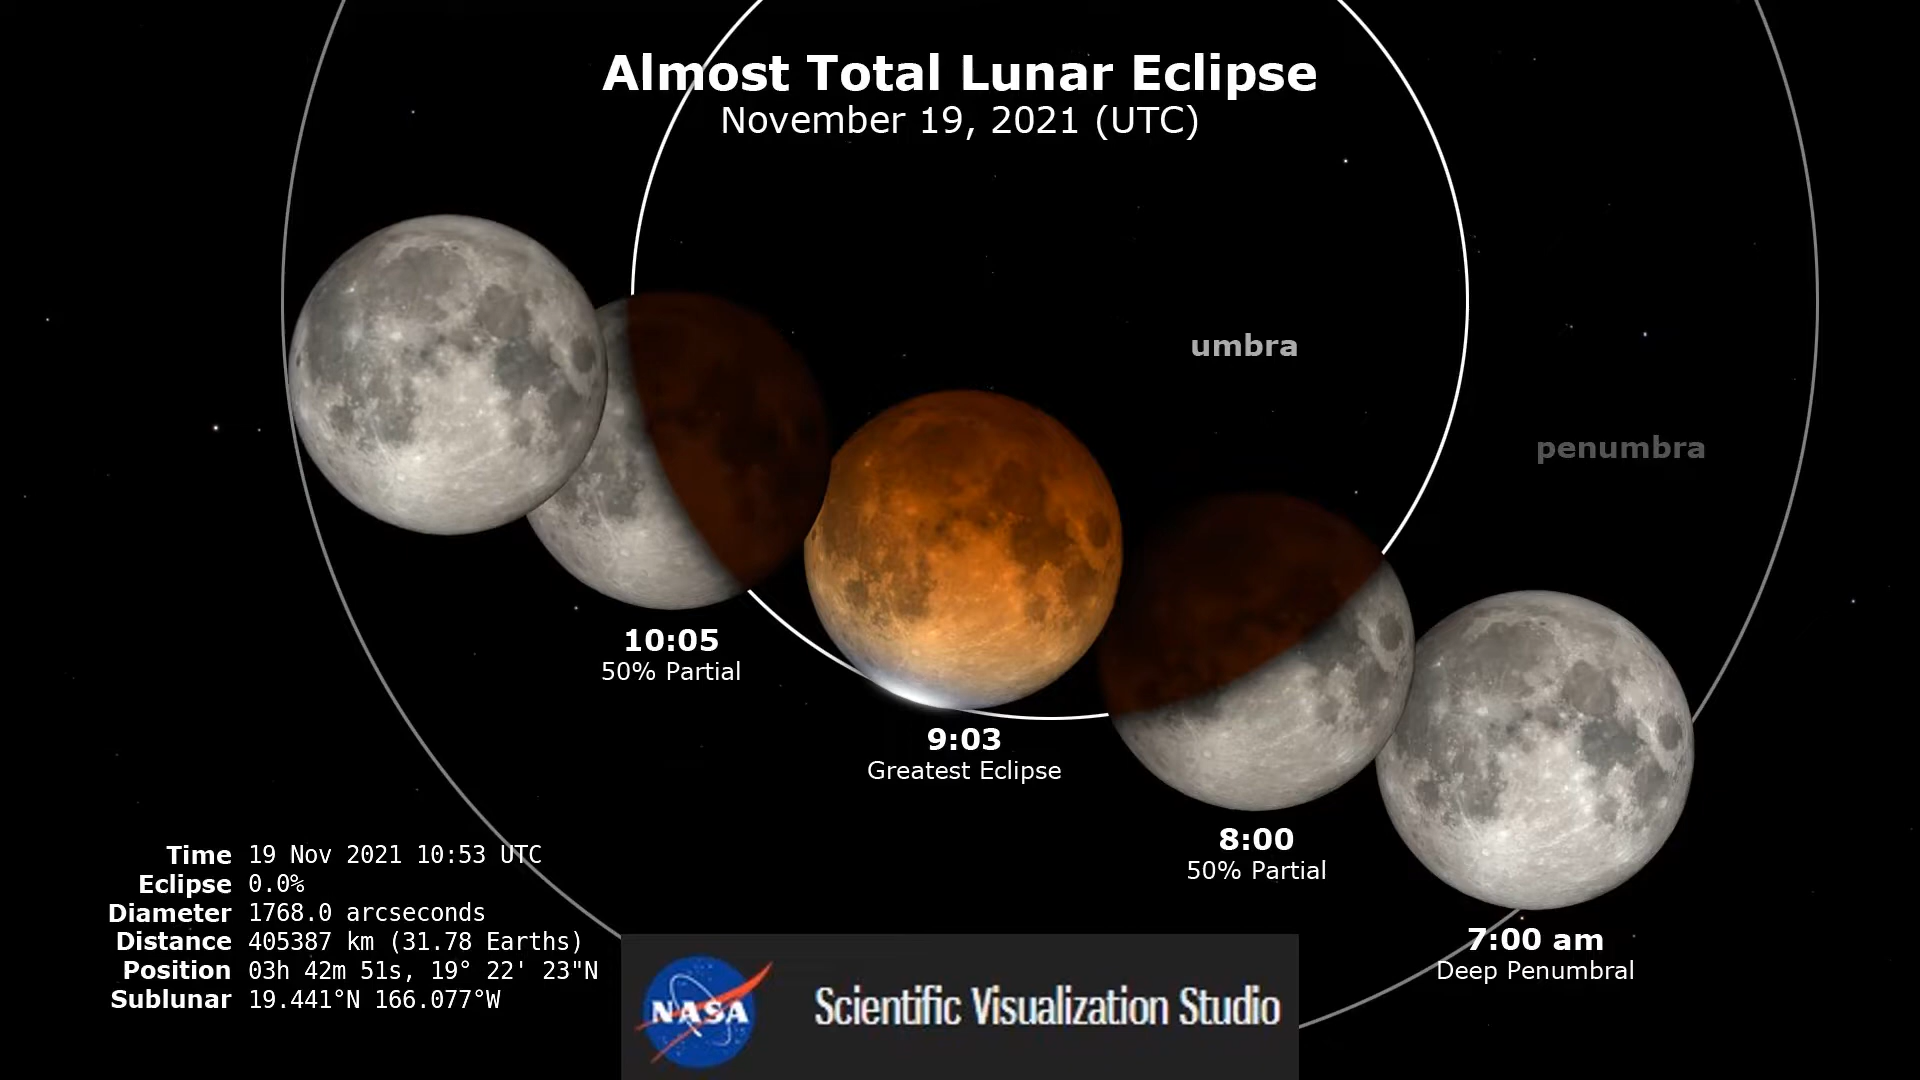 Almost Total Lunar Eclipse
November 19, 2021 (UTC)
umbra
penumbra
10:05
50% Partial
9:03
Greatest Eclipse
8:00
50% Partial
7:00 am
Deep Penumbral
Time 19 Nov 2021 10:53 UTC
Eclipse 0.0%
Diameter 1768.0 arcseconds
Distance 405387 km (31.78 Earths)
Position 03h 42m 51s, 19° 22' 23"N
Sublunar 19.441°N 166.077°W
NASA Scientific Visualization Studio